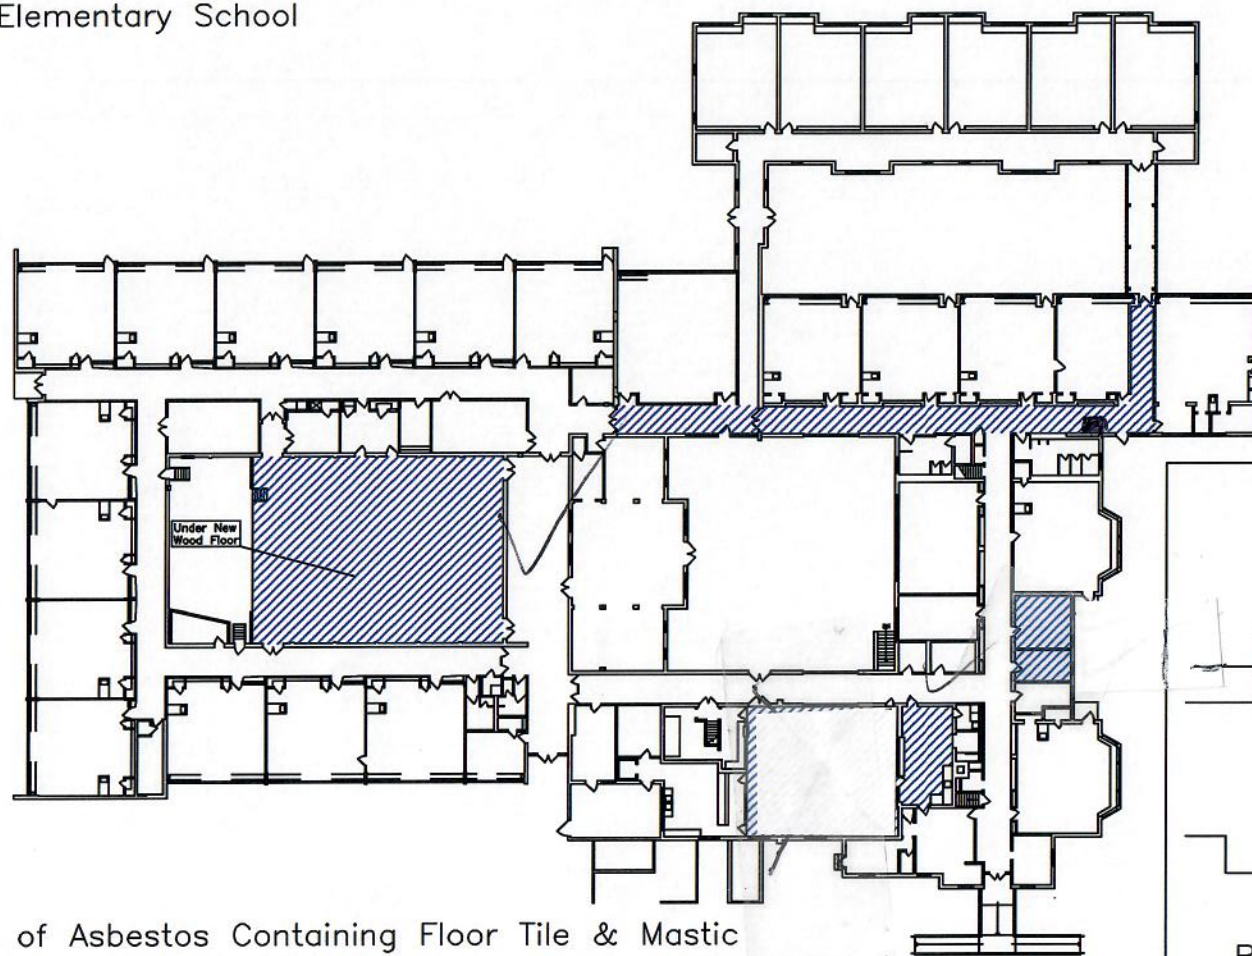 Elementary School
Under New
Wood Floor
of Asbestos Containing Floor Tile & Mastic